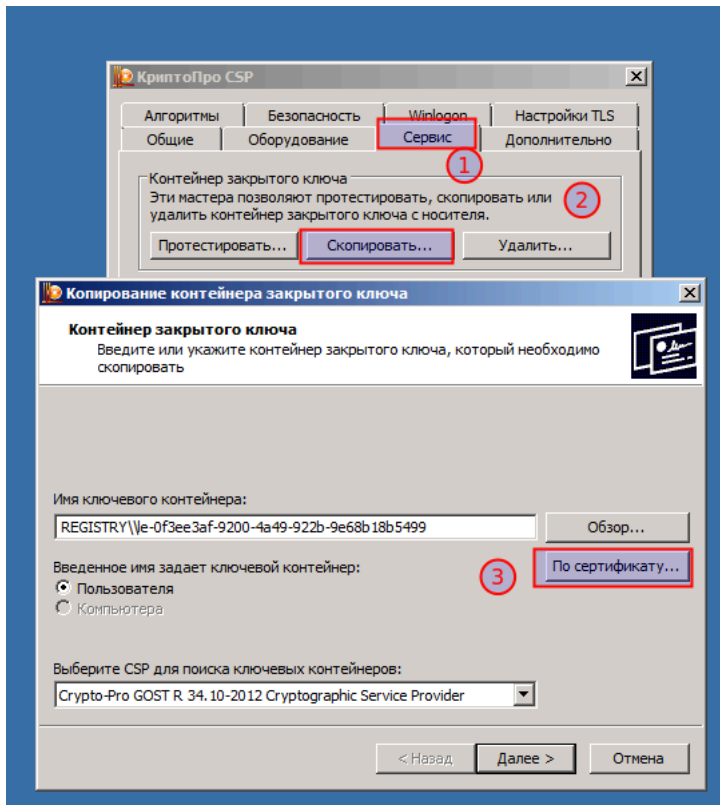 КриптоПро CSP
Алгоритмы Безопасность Winlogon Настройки TLS
Общие Оборудование Сервис Дополнительно
1
Контейнер закрытого ключа
Эти мастера позволяют протестировать, скопировать или
удалить контейнер закрытого ключа с носителя.
2
Протестировать... Скопировать... Удалить...
Копирование контейнера закрытого ключа
Контейнер закрытого ключа
Введите или укажите контейнер закрытого ключа, который необходимо
скопировать
Имя ключевого контейнера:
REGISTRY\\le-0f3ee3af-9200-4a49-922b-9e68b18b5499 Обзор...
Введенное имя задает ключевой контейнер:
3 По сертификату...
Пользователя
Компьютера
Выберите CSP для поиска ключевых контейнеров:
Crypto-Pro GOST R 34.10-2012 Cryptographic Service Provider
< Назад Далее > Отмена